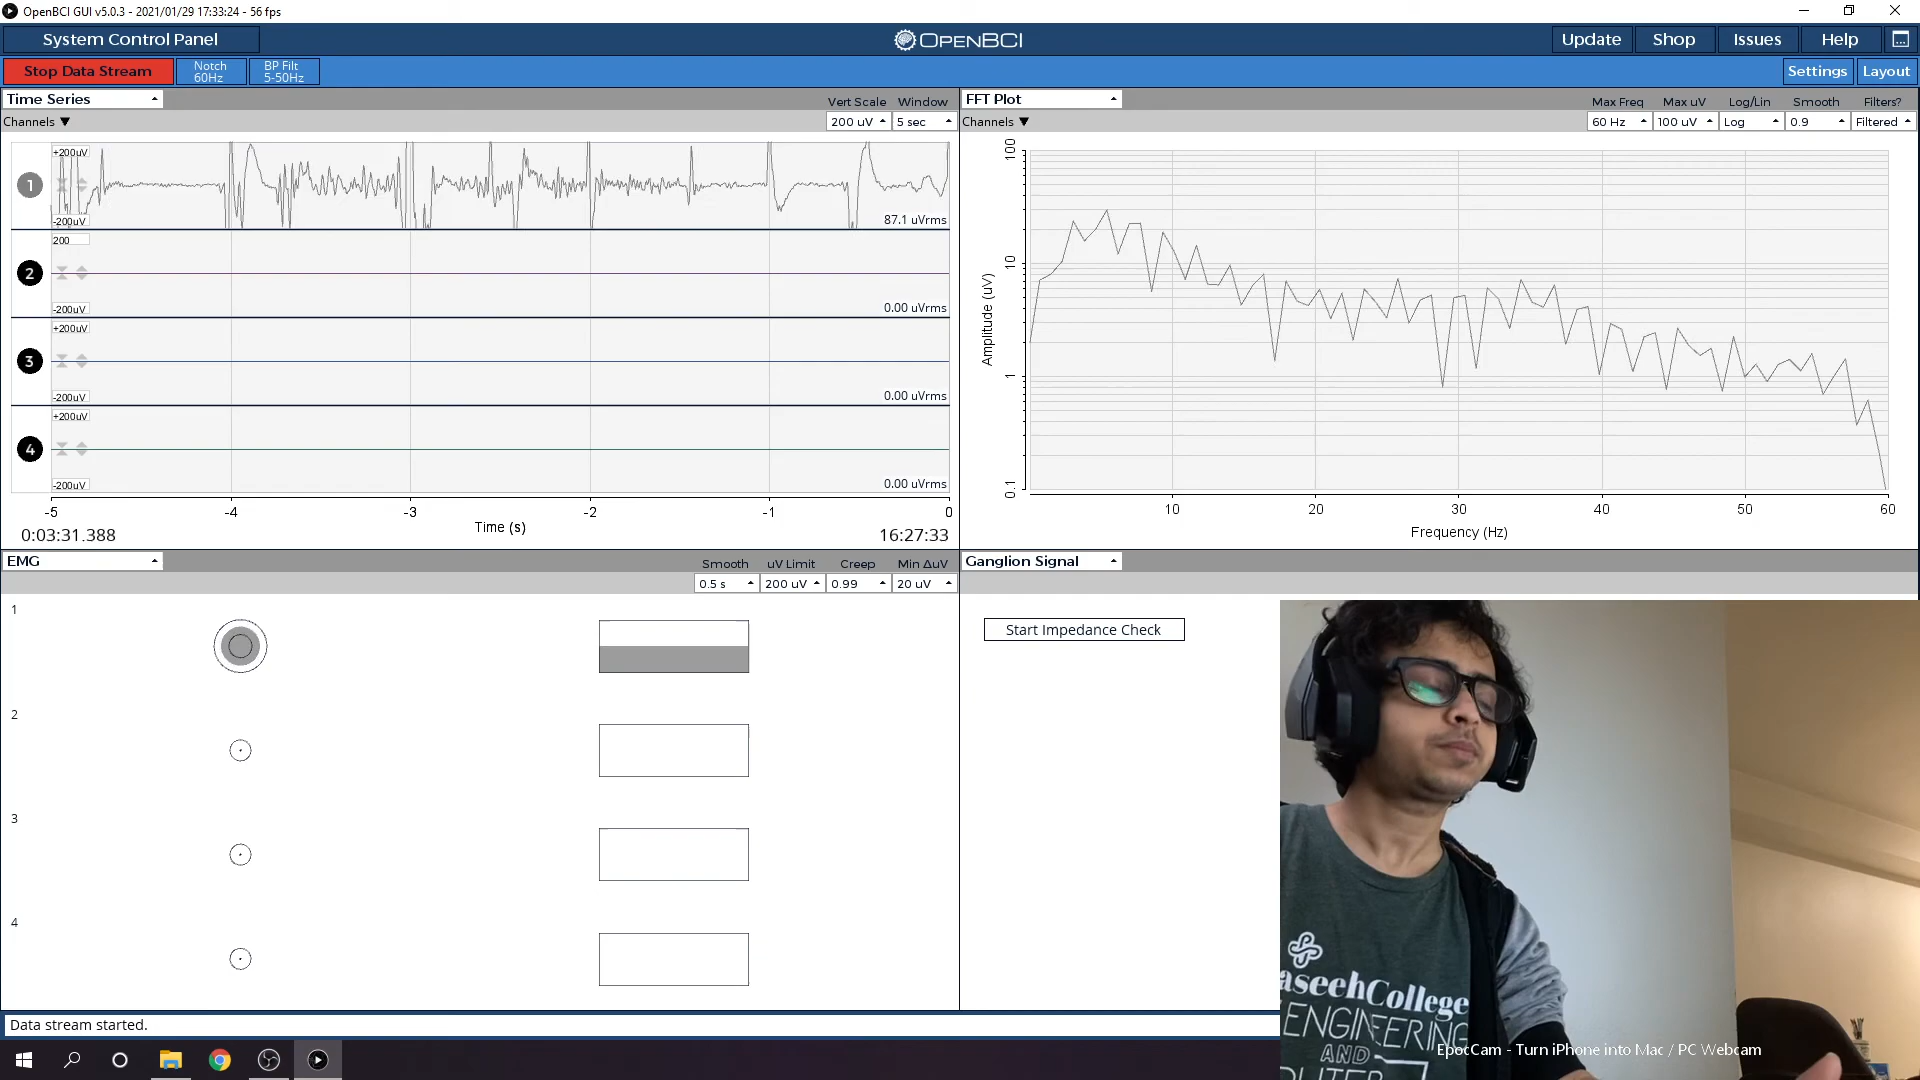 OpenBCI GUI v5.0.3 - 2021/01/29 17:33:24 - 56 fps
System Control Panel
OPENBCI
Update
Shop
Issues
Help
Stop Data Stream
Notch
60Hz
BP Filt
5-50Hz
Settings
Layout
Time Series
Vert Scale
Window
Channels
200 uV
5 sec
1
+200uV
-200uV
87.1 uVrms
2
200
-200uV
0.00 uVrms
3
+200uV
-200uV
0.00 uVrms
4
+200uV
-200uV
0.00 uVrms
-5
-4
-3
-2
-1
0
Time (s)
0:03:31.388
16:27:33
FFT Plot
Max Freq
Max uV
Log/Lin
Smooth
Filters?
Channels
60 Hz
100 uV
Log
0.9
Filtered
100
10
1
0.1
Amplitude (uV)
10
20
30
40
50
60
Frequency (Hz)
EMG
Smooth
uV Limit
Creep
Min ΔuV
0.5 s
200 uV
0.99
20 uV
1
2
3
4
Ganglion Signal
Start Impedance Check
aseehCollege
ENGINEERING
AND
EpocCam - Turn iPhone into Mac / PC Webcam
Data stream started.